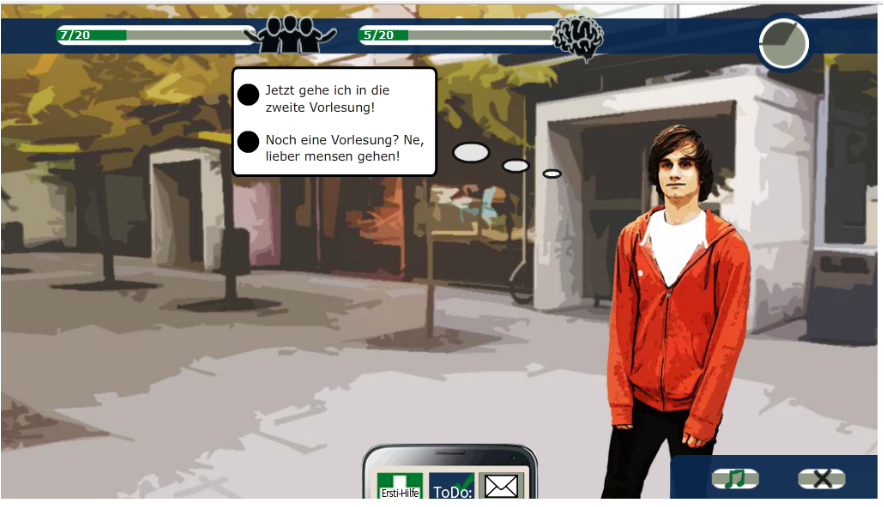 7/20
5/20
Jetzt gehe ich in die
zweite Vorlesung!
Noch eine Vorlesung? Ne,
lieber mensen gehen!
Ersti-Hilfe
ToDo: